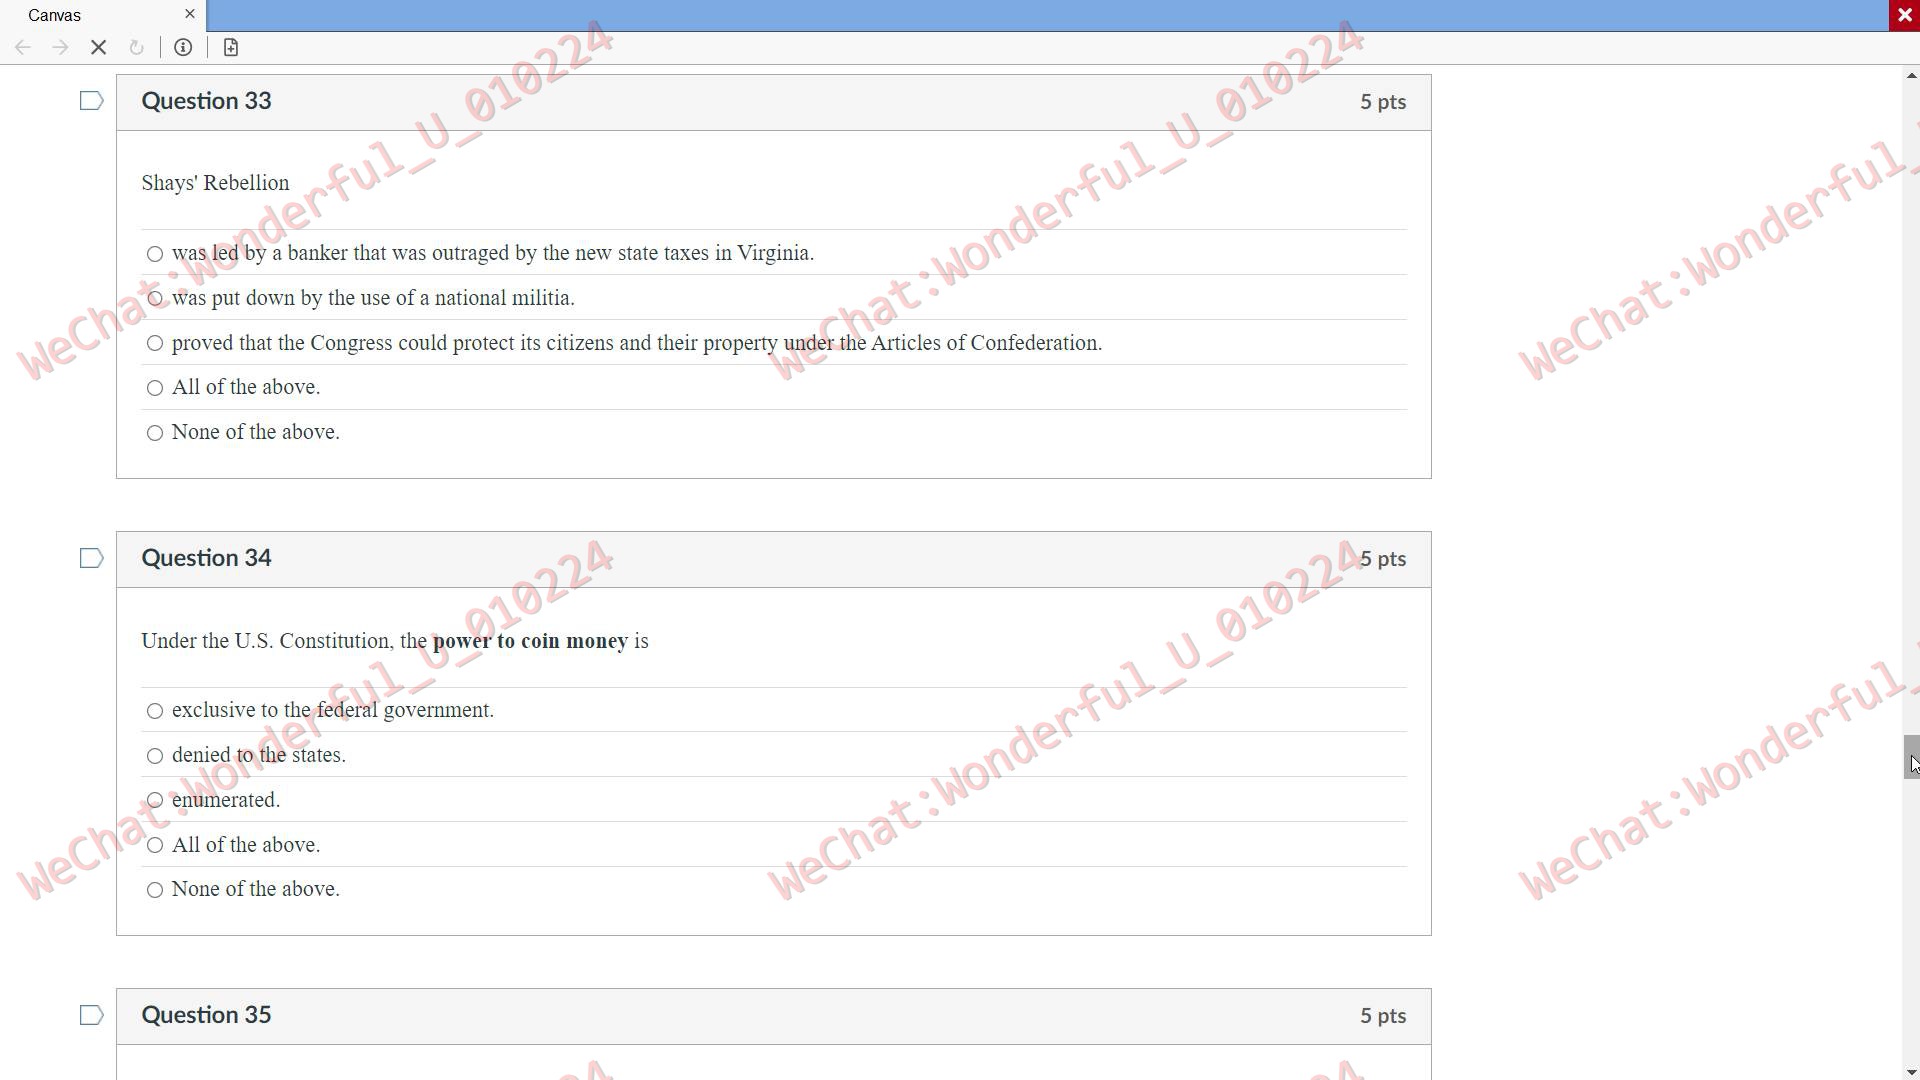 Canvas
Question 33
5 pts
Shays' Rebellion
was led by a banker that was outraged by the new state taxes in Virginia.
was put down by the use of a national militia.
proved that the Congress could protect its citizens and their property under the Articles of Confederation.
All of the above.
None of the above.
Question 34
5 pts
Under the U.S. Constitution, the power to coin money is
exclusive to the federal government.
denied to the states.
enumerated.
All of the above.
None of the above.
Question 35
5 pts
WeChat:Wonderful_U_010224
WeChat:Wonderful_U_010224
WeChat:Wonderful_
WeChat:Wonderful_U_010224
WeChat:Wonderful_U_010224
WeChat:Wonderful_